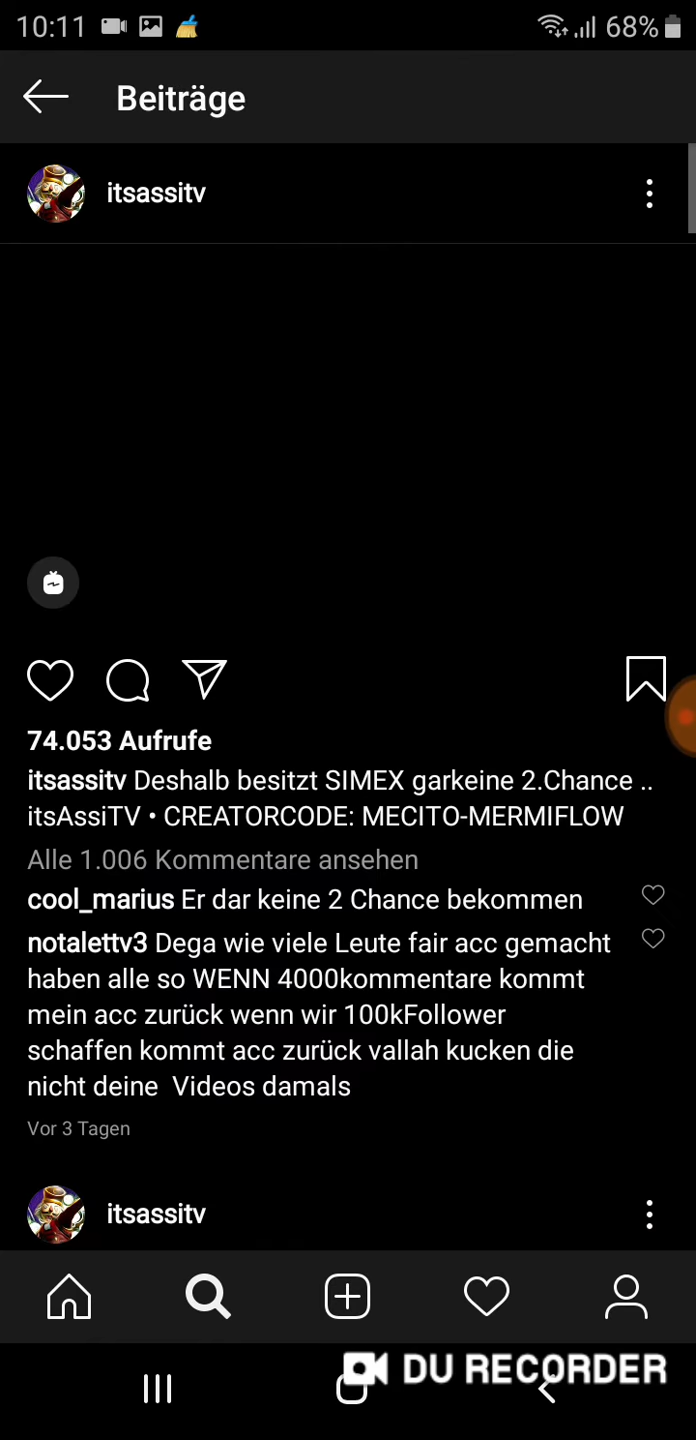 10:11
68%
Beiträge
itsassitv
74.053 Aufrufe
itsassitv Deshalb besitzt SIMEX garkeine 2.Chance ..
itsAssiTV • CREATORCODE: MECITO-MERMIFLOW
Alle 1.006 Kommentare ansehen
cool_marius Er dar keine 2 Chance bekommen
notalettv3 Dega wie viele Leute fair acc gemacht
haben alle so WENN 4000kommentare kommt
mein acc zurück wenn wir 100kFollower
schaffen kommt acc zurück vallah kucken die
nicht deine  Videos damals
Vor 3 Tagen
itsassitv
DU RECORDER